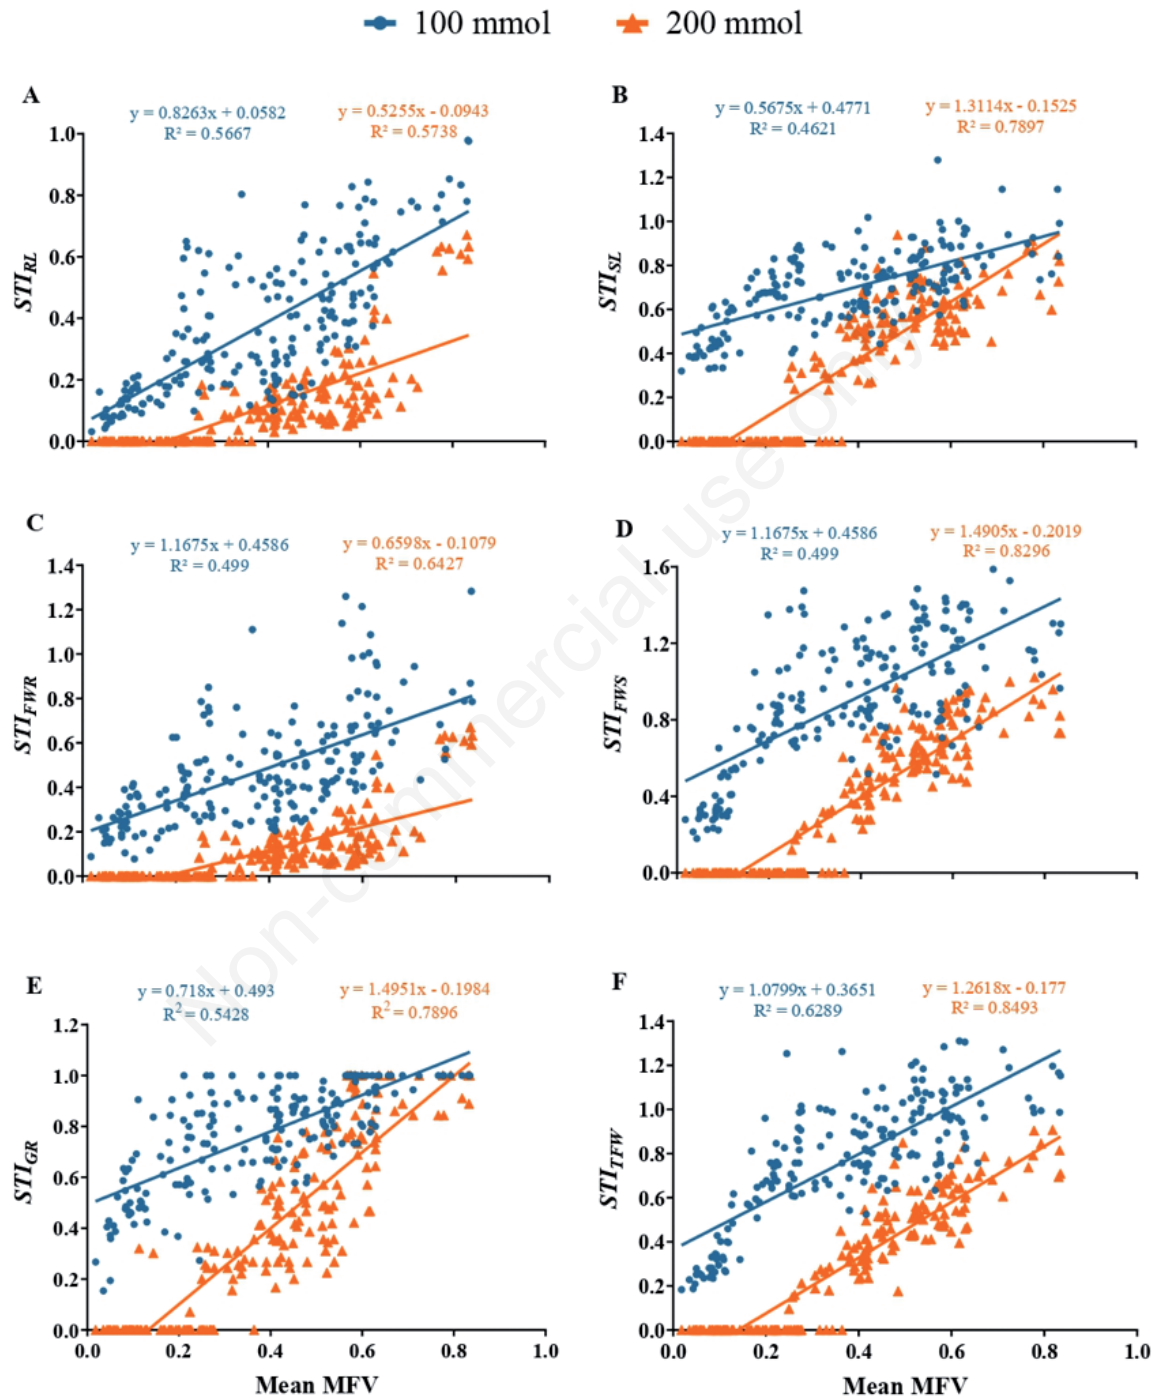 100 mmol 200 mmol
A
y = 0.8263x + 0.0582
R² = 0.5667
y = 0.5255x - 0.0943
R² = 0.5738
1.0
0.8
0.6
0.4
0.2
0.0
STI_RL
B
y = 0.5675x + 0.4771
R² = 0.4621
y = 1.3114x - 0.1525
R² = 0.7897
1.4
1.2
1.0
0.8
0.6
0.4
0.2
0.0
STI_SL
C
y = 1.1675x + 0.4586
R² = 0.499
y = 0.6598x - 0.1079
R² = 0.6427
1.4
1.2
1.0
0.8
0.6
0.4
0.2
0.0
STI_FWR
D
y = 1.1675x + 0.4586
R² = 0.499
y = 1.4905x - 0.2019
R² = 0.8296
1.6
1.2
0.8
0.4
0.0
STI_FWS
E
y = 0.718x + 0.493
R² = 0.5428
y = 1.4951x - 0.1984
R² = 0.7896
1.2
1.0
0.8
0.6
0.4
0.2
0.0
STI_GR
0.0 0.2 0.4 0.6 0.8 1.0
Mean MFV
F
y = 1.0799x + 0.3651
R² = 0.6289
y = 1.2618x - 0.177
R² = 0.8493
1.4
1.2
1.0
0.8
0.6
0.4
0.2
0.0
STI_TFW
0.0 0.2 0.4 0.6 0.8 1.0
Mean MFV
Non-commercial use only